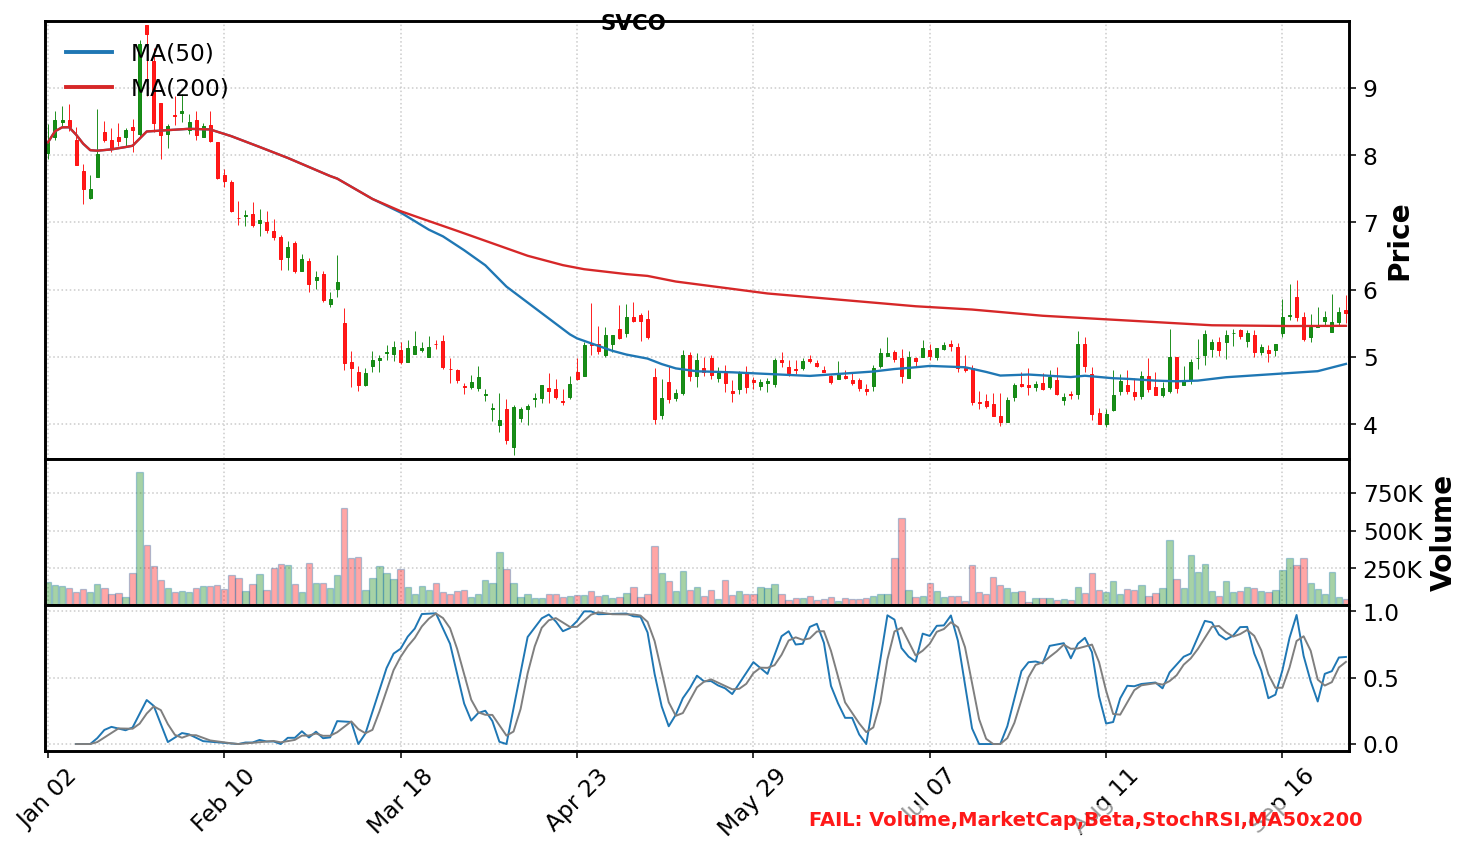 SVCO
MA(50)
MA(200)
9
8
7
6
5
4
Price
750K
500K
250K
Volume
1.0
0.5
0.0
Jan 02
Feb 10
Mar 18
Apr 23
May 29
Jul 07
Aug 11
Sep 16
FAIL: Volume,MarketCap,Beta,StochRSI,MA50x200